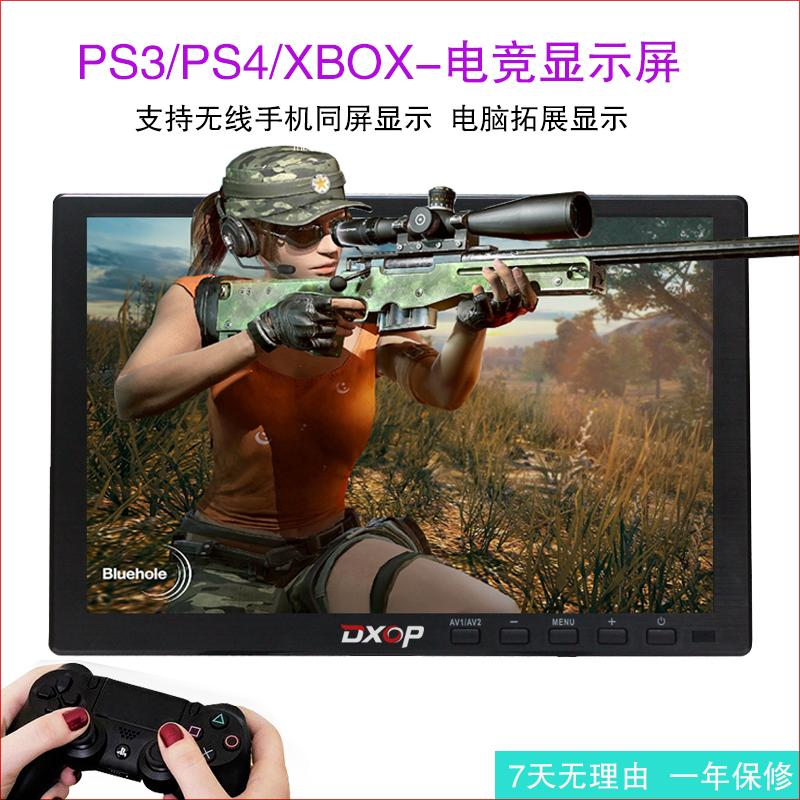 PS3/PS4/XBOX-电竞显示屏
支持无线手机同屏显示 电脑拓展显示
Bluehole
DXOP
AV1/AV2 − MENU +
7天无理由 一年保修